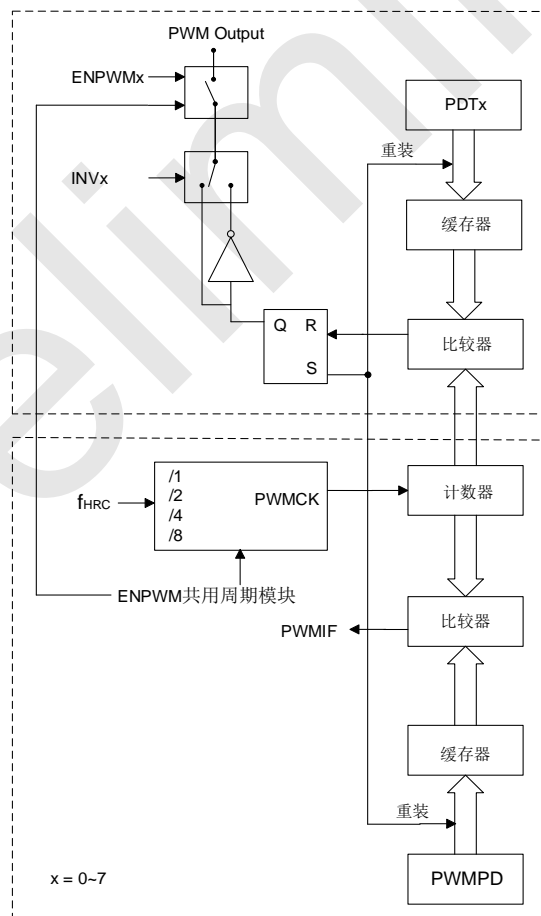 PWM Output
ENPWMx
PDTx
重装
INVx
缓存器
Q R
S
比较器
/1
/2
/4
/8
fHRC
PWMCK
计数器
ENPWM共用周期模块
PWMIF
比较器
缓存器
重装
PWMPD
x = 0~7